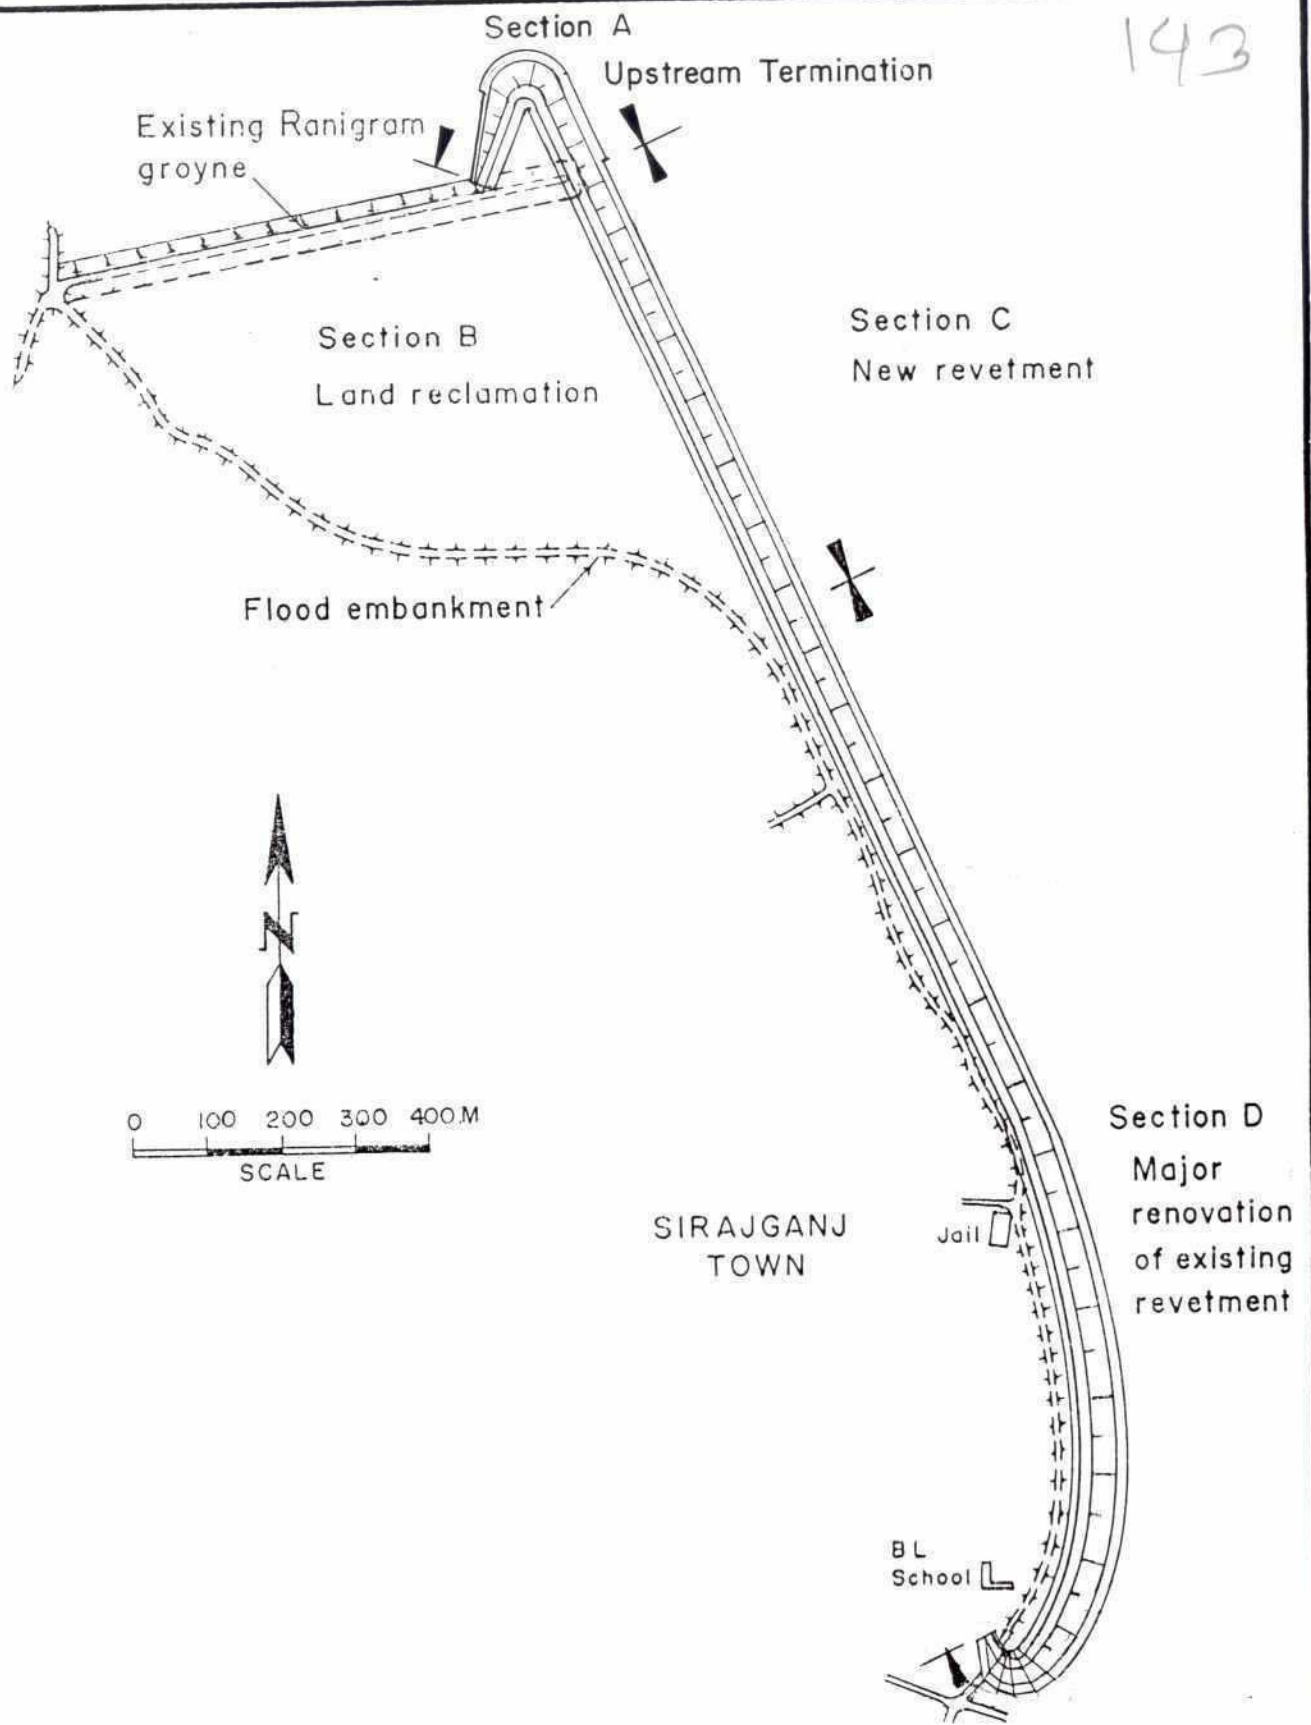 143
Section A
Upstream Termination
Existing Ranigram
groyne
Section B
Land reclamation
Section C
New revetment
Flood embankment
N
0 100 200 300 400 M
SCALE
SIRAJGANJ
TOWN
Jail
Section D
Major
renovation
of existing
revetment
BL
School